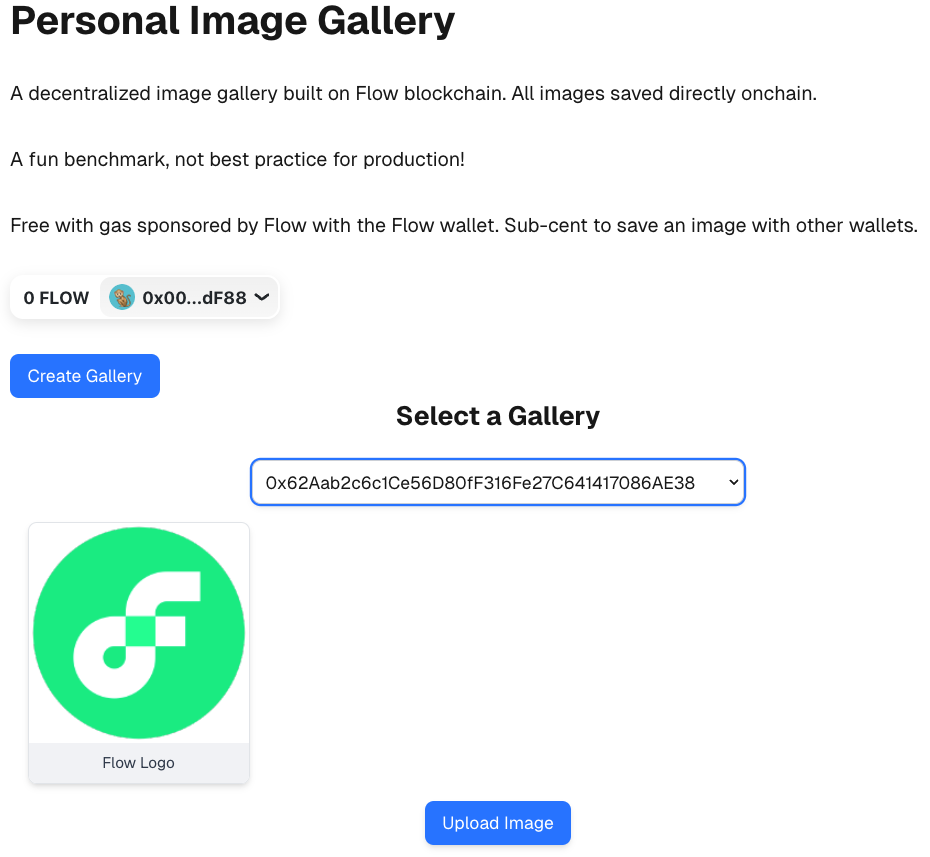 Personal Image Gallery
A decentralized image gallery built on Flow blockchain. All images saved directly onchain.
A fun benchmark, not best practice for production!
Free with gas sponsored by Flow with the Flow wallet. Sub-cent to save an image with other wallets.
0 FLOW 0x00...dF88
Create Gallery
Select a Gallery
0x62Aab2c6c1Ce56D80fF316Fe27C641417086AE38
Flow Logo
Upload Image